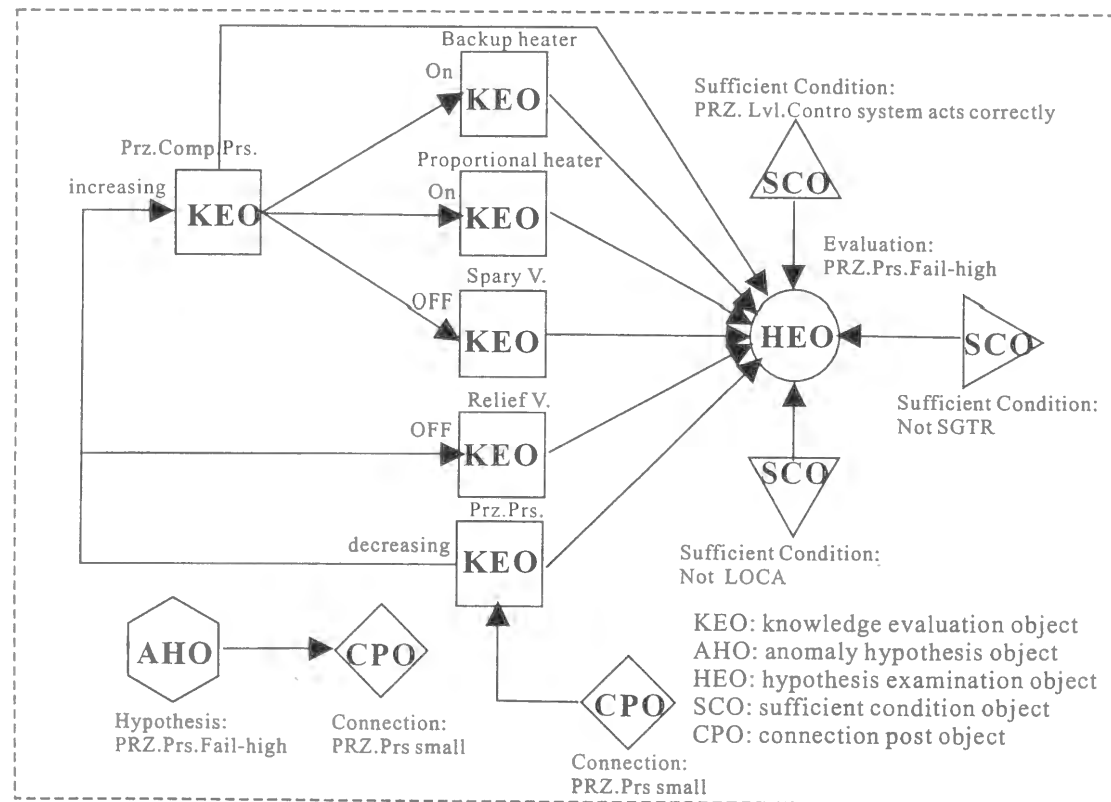 Backup heater
On
KEO
Sufficient Condition:
PRZ. Lvl.Contro system acts correctly
SCO
Prz.Comp.Prs.
increasing
KEO
Proportional heater
On
KEO
Evaluation:
PRZ.Prs.Fail-high
HEO
Spary V.
OFF
KEO
SCO
Sufficient Condition:
Not SGTR
Relief V.
OFF
KEO
SCO
Sufficient Condition:
Not LOCA
Prz.Prs.
decreasing
KEO
AHO
Hypothesis:
PRZ.Prs.Fail-high
CPO
Connection:
PRZ.Prs small
CPO
Connection:
PRZ.Prs small
KEO: knowledge evaluation object
AHO: anomaly hypothesis object
HEO: hypothesis examination object
SCO: sufficient condition object
CPO: connection post object